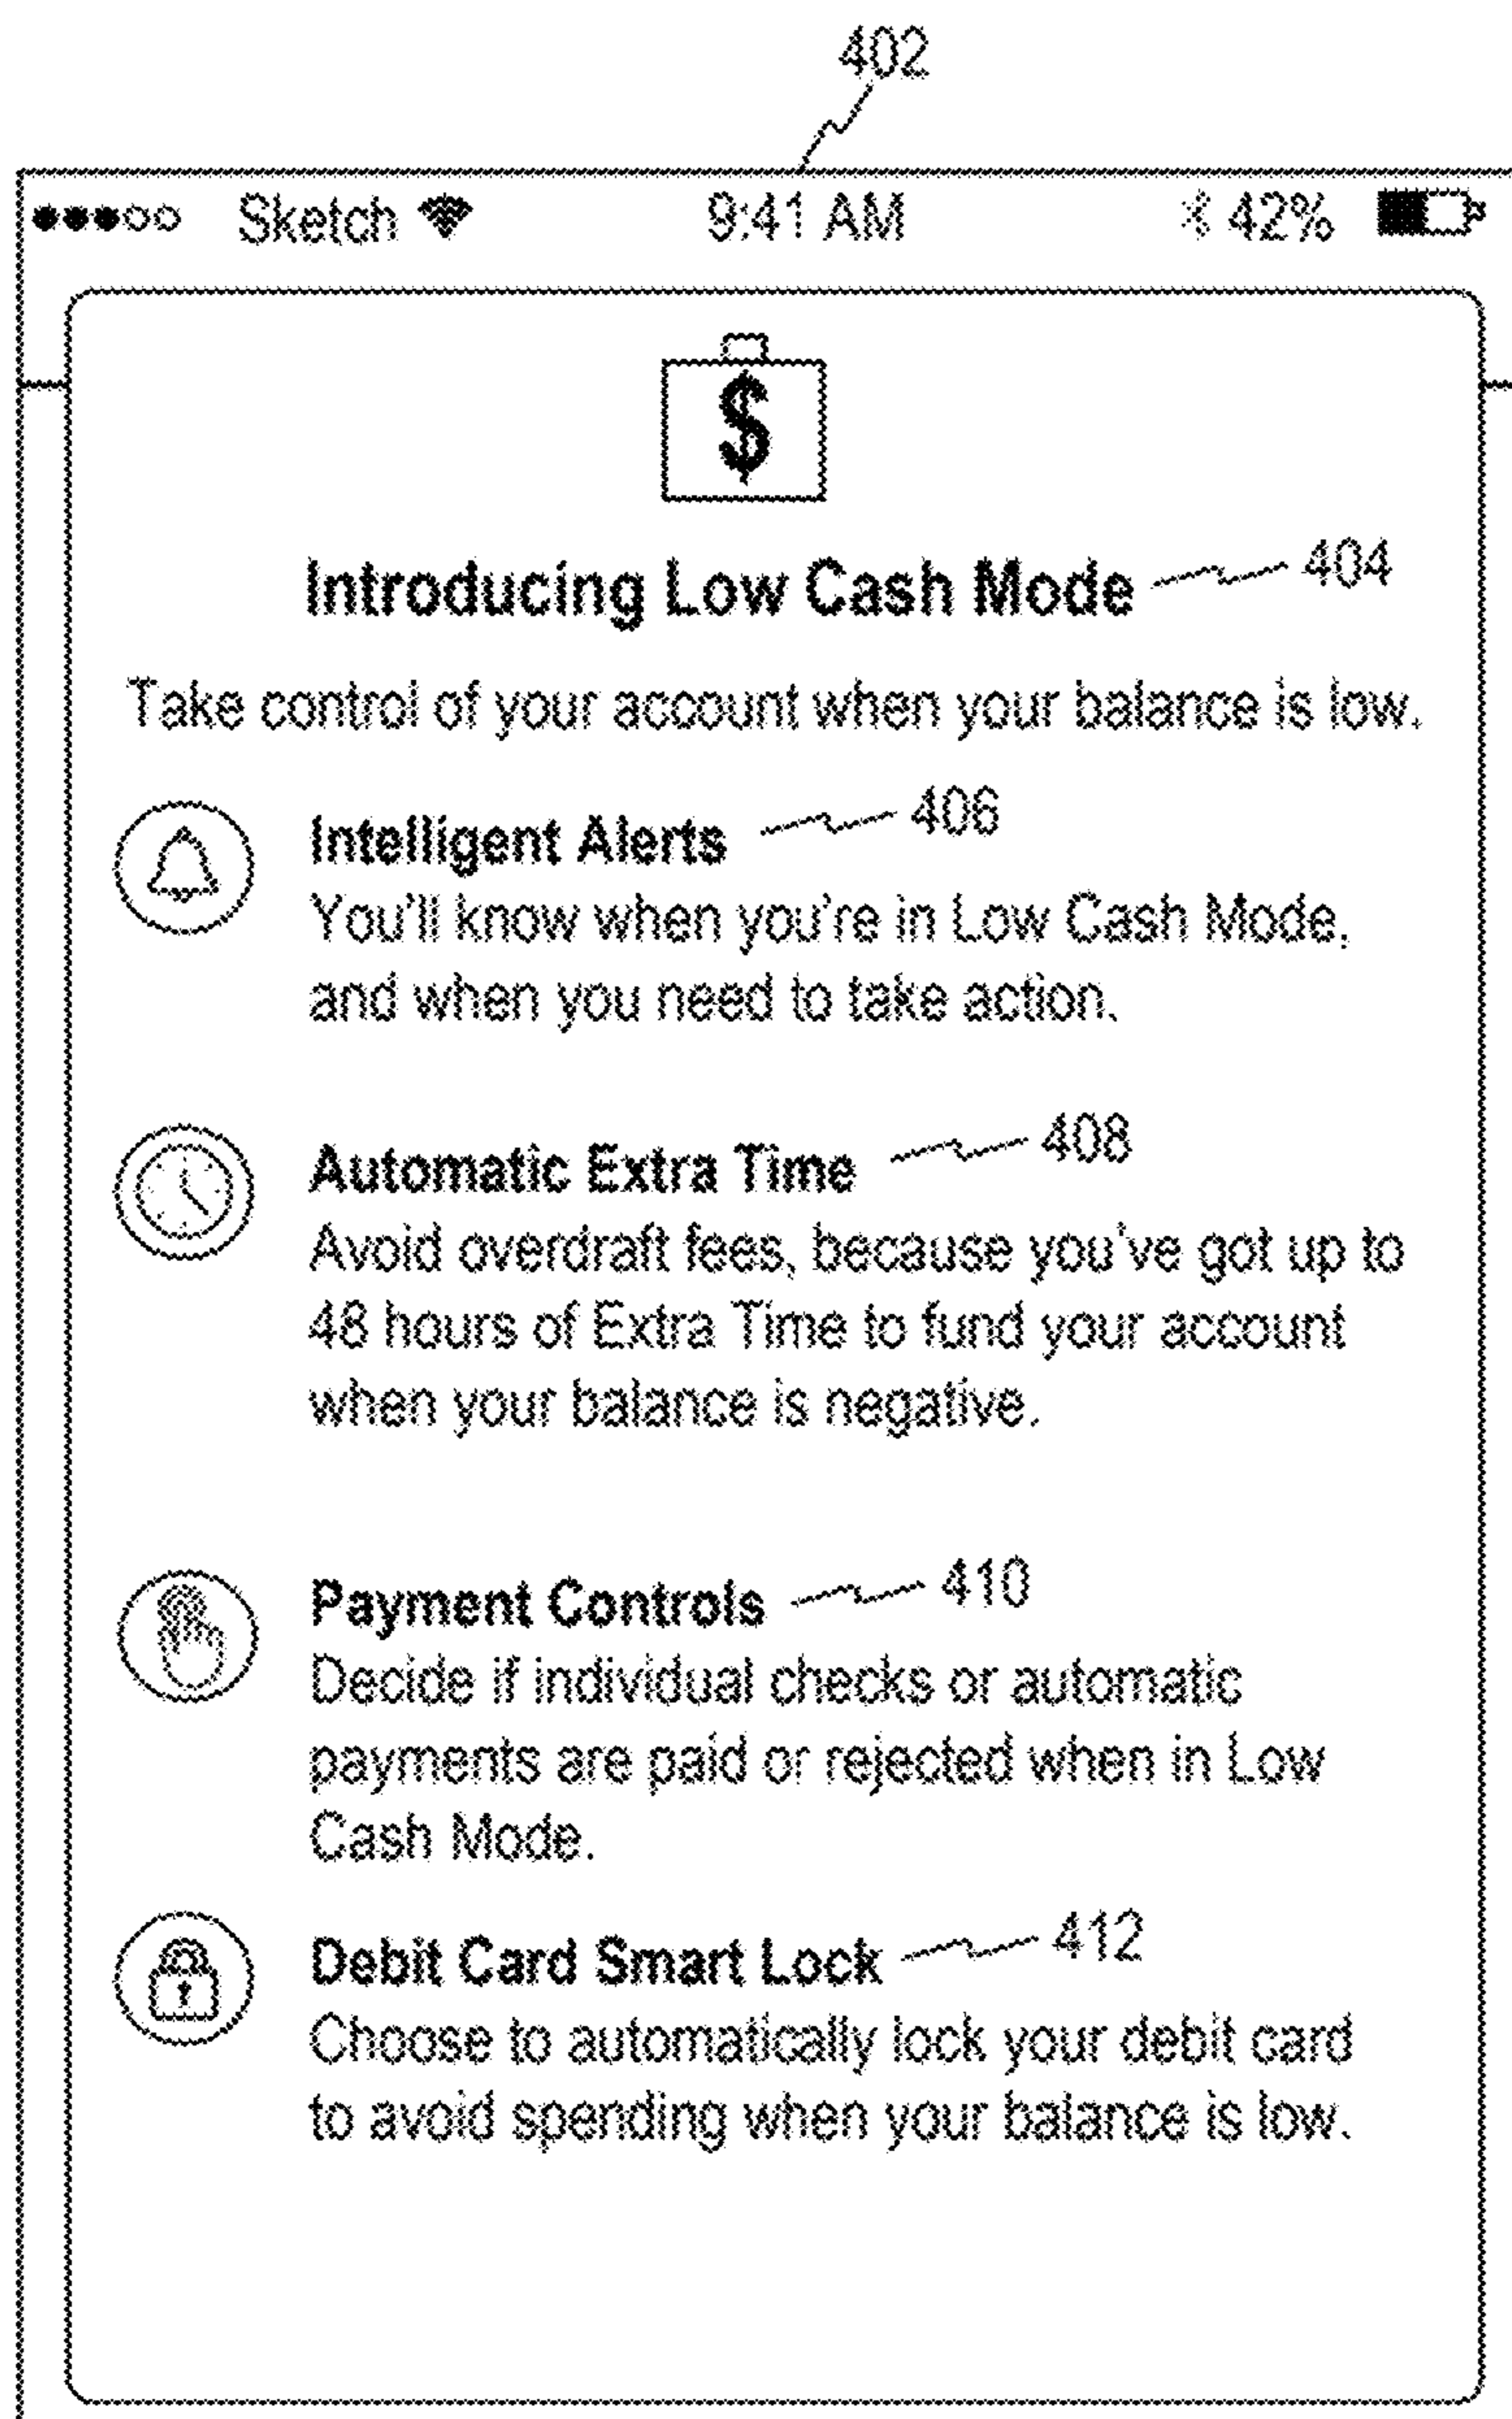 402
Sketch 9:41 AM 42%
$
Introducing Low Cash Mode 404
Take control of your account when your balance is low.
Intelligent Alerts 406
You'll know when you're in Low Cash Mode,
and when you need to take action.
Automatic Extra Time 408
Avoid overdraft fees, because you've got up to
48 hours of Extra Time to fund your account
when your balance is negative.
Payment Controls 410
Decide if individual checks or automatic
payments are paid or rejected when in Low
Cash Mode.
Debit Card Smart Lock 412
Choose to automatically lock your debit card
to avoid spending when your balance is low.